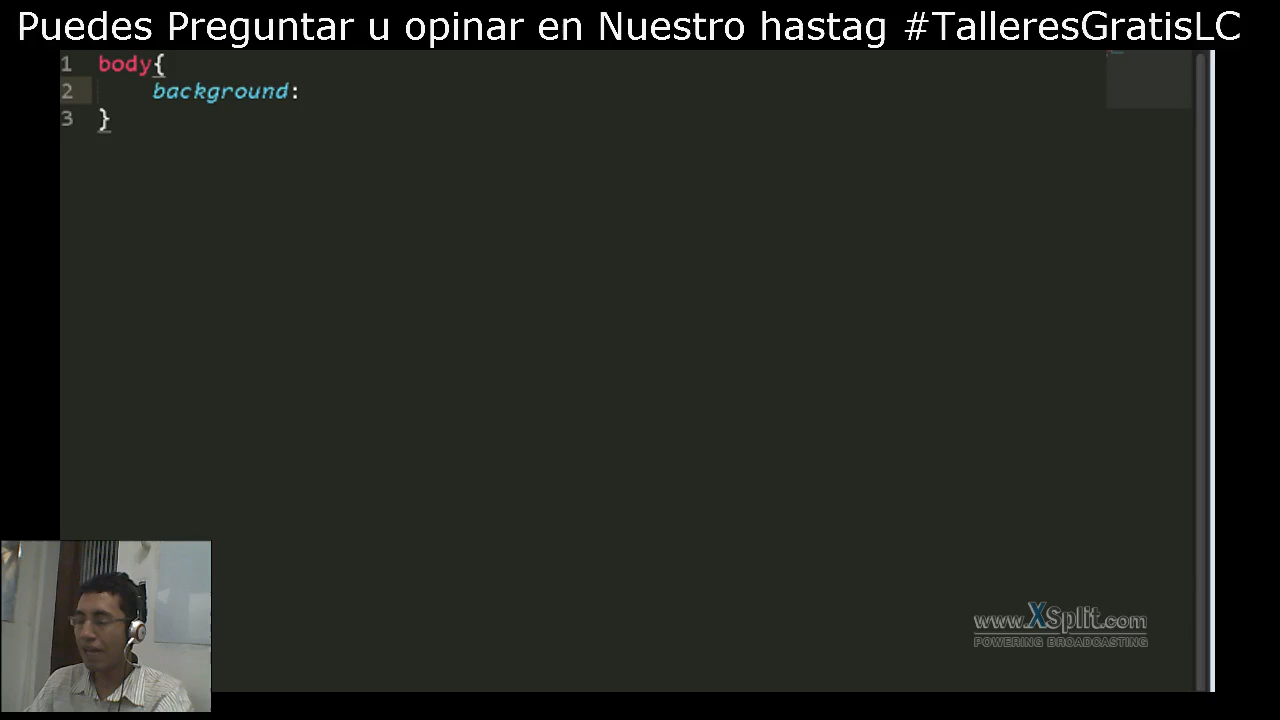 Puedes Preguntar u opinar en Nuestro hastag #TalleresGratisLC
1 body{
2 background:
3 }
www.XSplit.com
POWERING BROADCASTING